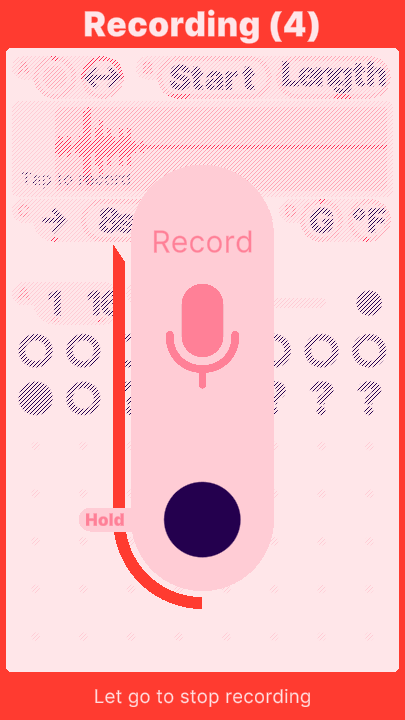 Recording (4)
A B Start Length
Tap to record
C D G °F
Record
A 1
? ? ?
Hold
Let go to stop recording